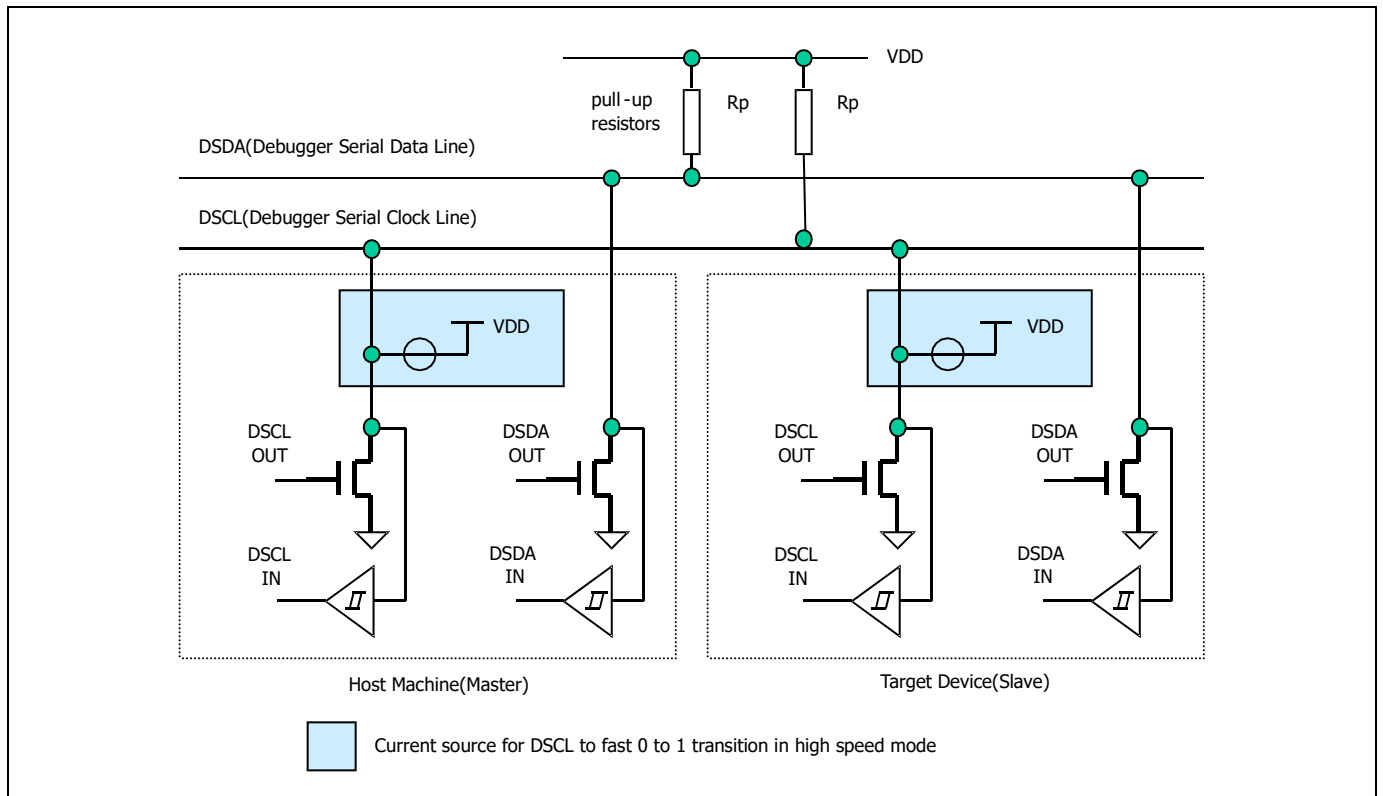 VDD
pull-up
resistors
Rp
Rp
DSDA(Debugger Serial Data Line)
DSCL(Debugger Serial Clock Line)
VDD
VDD
DSCL
OUT
DSDA
OUT
DSCL
OUT
DSDA
OUT
DSCL
IN
DSDA
IN
DSCL
IN
DSDA
IN
Host Machine(Master)
Target Device(Slave)
Current source for DSCL to fast 0 to 1 transition in high speed mode